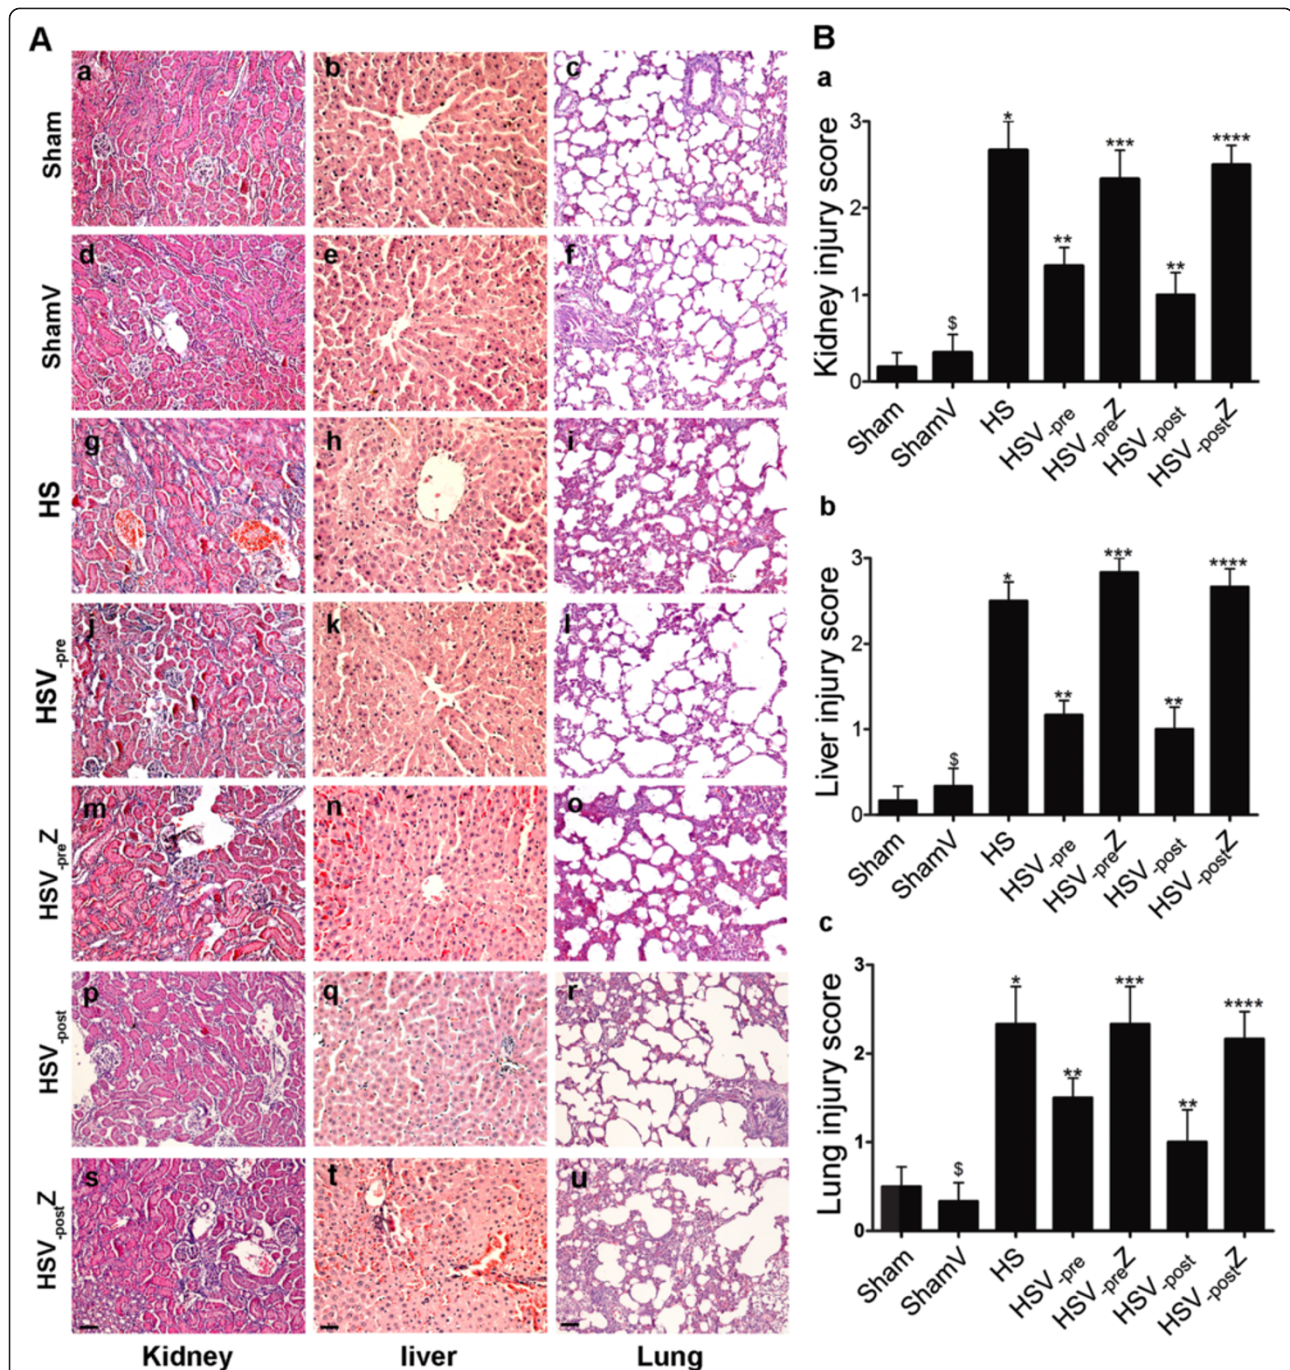 A
a b c
Sham
d e f
ShamV
g h i
HS
j k l
HSV-pre
m n o
HSV-preZ
p q r
HSV-post
s t u
HSV-postZ
Kidney liver Lung
B
a
Kidney injury score
3
2
1
0
* ** *** ** **** $
Sham ShamV HS HSV-pre HSV-preZ HSV-post HSV-postZ
b
Liver injury score
3
2
1
0
* ** *** ** **** $
Sham ShamV HS HSV-pre HSV-preZ HSV-post HSV-postZ
c
Lung injury score
3
2
1
0
* ** *** ** **** $
Sham ShamV HS HSV-pre HSV-preZ HSV-post HSV-postZ